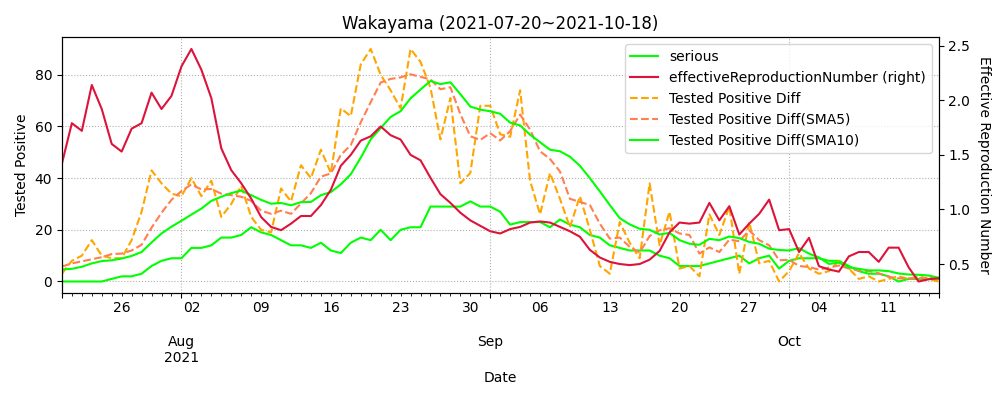 Wakayama (2021-07-20~2021-10-18)
serious
effectiveReproductionNumber (right)
Tested Positive Diff
Tested Positive Diff(SMA5)
Tested Positive Diff(SMA10)
Tested Positive
80
60
40
20
0
Effective Reproduction Number
2.5
2.0
1.5
1.0
0.5
26 02 09 16 23 30 06 13 20 27 04 11
Aug Sep Oct
2021
Date